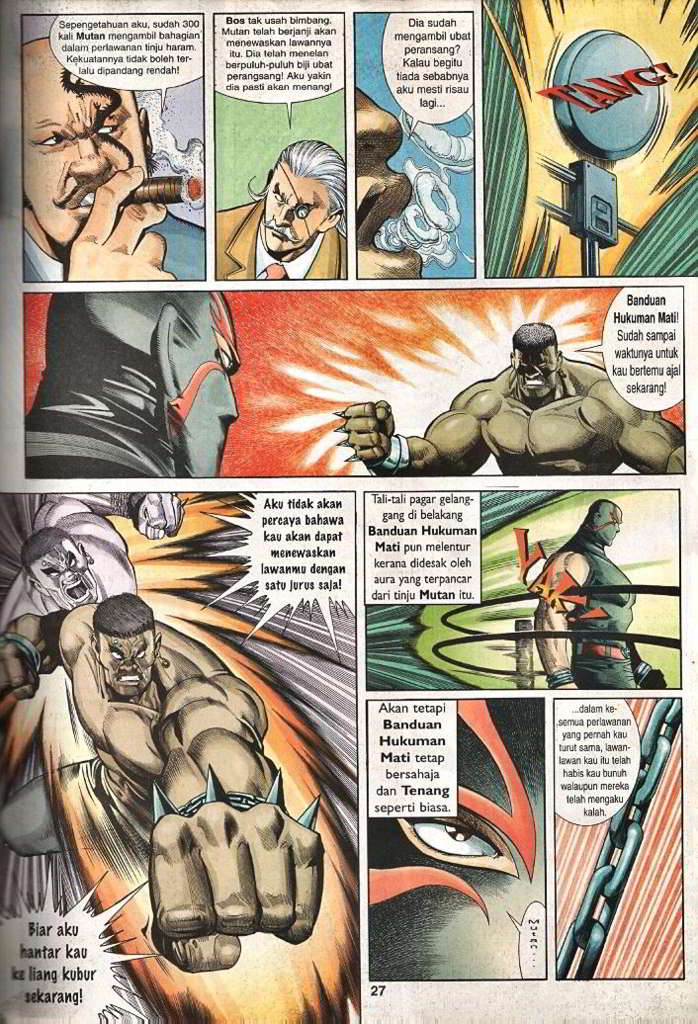 Sepengetahuan aku, sudah 300
kali Mutan mengambil bahagian
dalam perlawanan tinju haram.
Kekuatannya tidak boleh ter-
lalu dipandang rendah!
Bos tak usah bimbang.
Mutan telah berjanji akan
menewaskan lawannya
itu. Dia telah menelan
berpuluh-puluh biji ubat
perangsang! Aku yakin
dia pasti akan menang!
Dia sudah
mengambil ubat
peransang?
Kalau begitu
tiada sebabnya
aku mesti risau
lagi...
TANG!
Banduan
Hukuman Mati!
Sudah sampai
waktunya untuk
kau bertemu ajal
sekarang!
Aku tidak akan
percaya bahawa
kau akan dapat
menewaskan
lawanmu dengan
satu jurus saja!
Biar aku
hantar kau
ke liang kubur
sekarang!
Tali-tali pagar gelang-
gang di belakang
Banduan Hukuman
Mati pun melentur
kerana didesak oleh
aura yang terpancar
dari tinju Mutan itu.
Akan tetapi
Banduan
Hukuman
Mati tetap
bersahaja
dan Tenang
seperti biasa.
Mutan...
...dalam ke-
semua perlawanan
yang pernah kau
turut sama, lawan-
lawan kau itu telah
habis kau bunuh
walaupun mereka
telah mengaku
kalah.
27